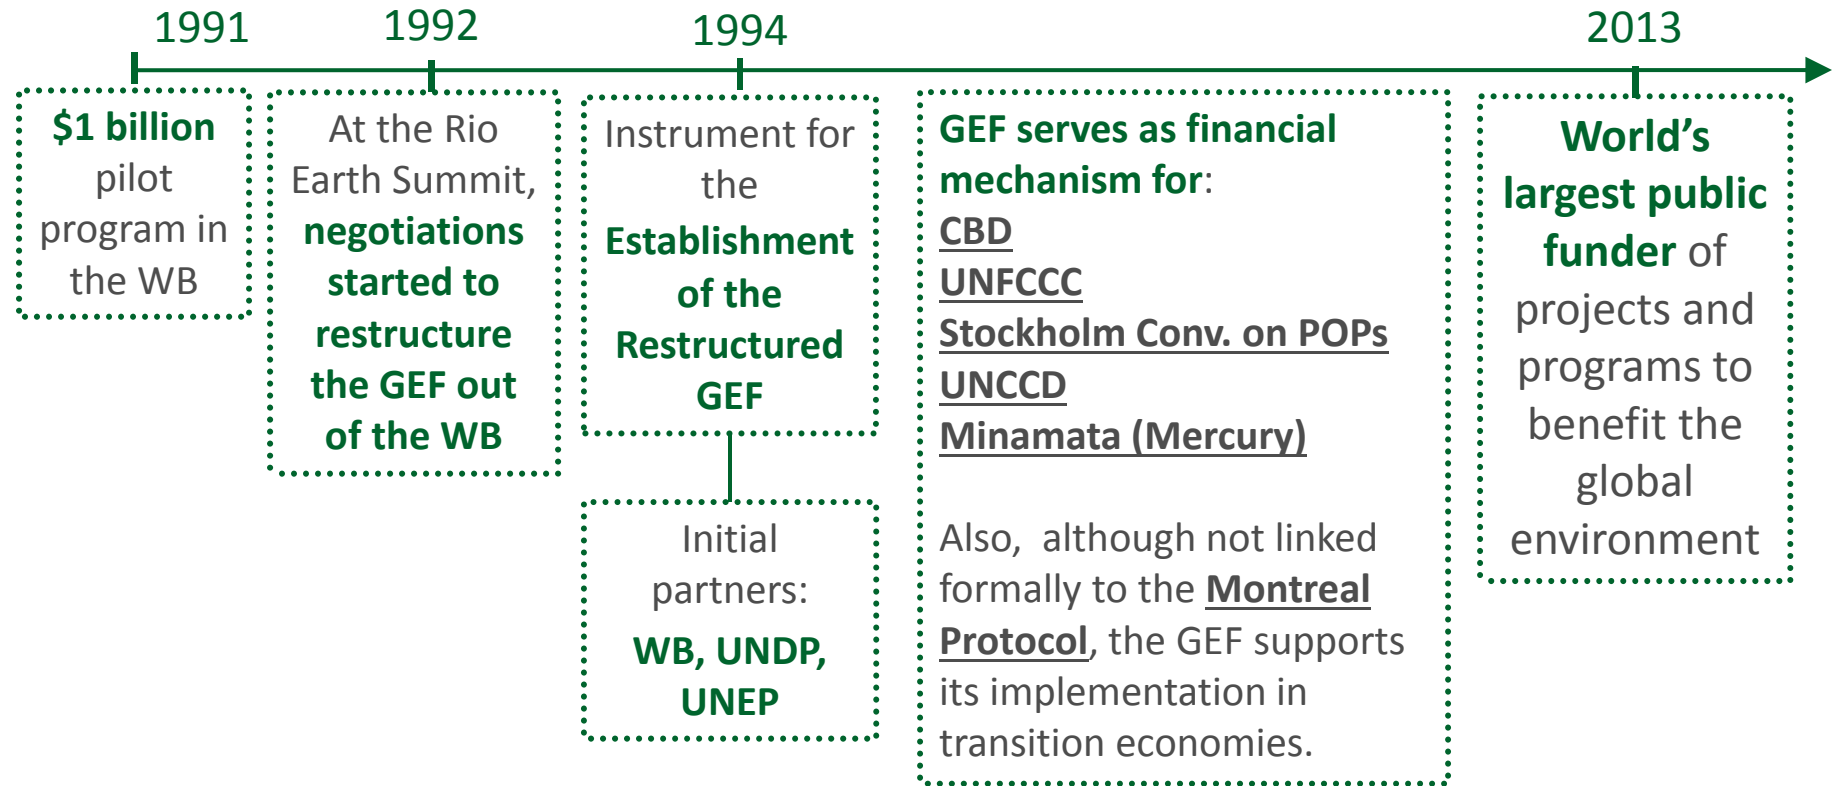 1991
1992
1994
2013
$1 billion
pilot
program in
the WB
At the Rio
Earth Summit,
negotiations
started to
restructure
the GEF out
of the WB
Instrument for
the
Establishment
of the
Restructured
GEF
Initial
partners:
WB, UNDP,
UNEP
GEF serves as financial
mechanism for:
CBD
UNFCCC
Stockholm Conv. on POPs
UNCCD
Minamata (Mercury)
Also,  although not linked
formally to the Montreal
Protocol, the GEF supports
its implementation in
transition economies.
World’s
largest public
funder of
projects and
programs to
benefit the
global
environment